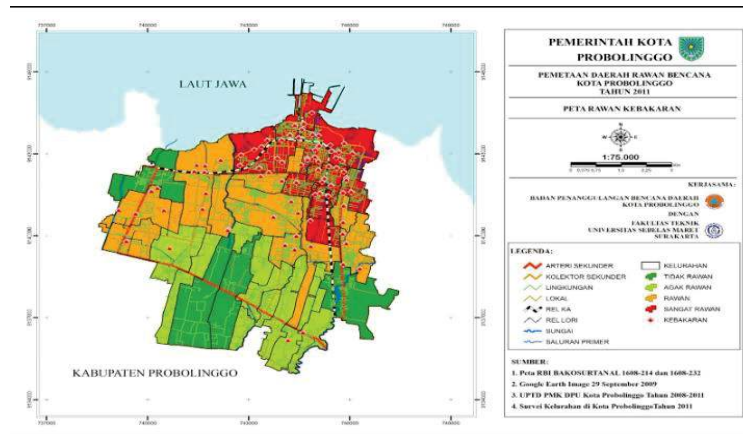 LAUT JAWA
KABUPATEN PROBOLINGGO
PEMERINTAH KOTA
PROBOLINGGO
PEMETAAN DAERAH RAWAN BENCANA
KOTA PROBOLINGGO
TAHUN 2011
PETA RAWAN KEBAKARAN
1:75.000
KERJASAMA:
BADAN PENANGGULANGAN BENCANA DAERAH
KOTA PROBOLINGGO
DENGAN
FAKULTAS TEKNIK
UNIVERSITAS SEBELAS MARET
SURAKARTA
LEGENDA:
ARTERI SEKUNDER
KOLEKTOR SEKUNDER
LINGKUNGAN
LOKAL
REL KA
REL LORI
SUNGAI
SALURAN PRIMER
KELURAHAN
TIDAK RAWAN
AGAK RAWAN
RAWAN
SANGAT RAWAN
KEBAKARAN
SUMBER:
1. Peta RBI BAKOSURTANAL 1608-214 dan 1608-232
2. Google Earth Image 29 September 2009
3. UPTD PMK DPU Kota Probolinggo Tahun 2008-2011
4. Survei Kelurahan di Kota ProbolinggoTahun 2011